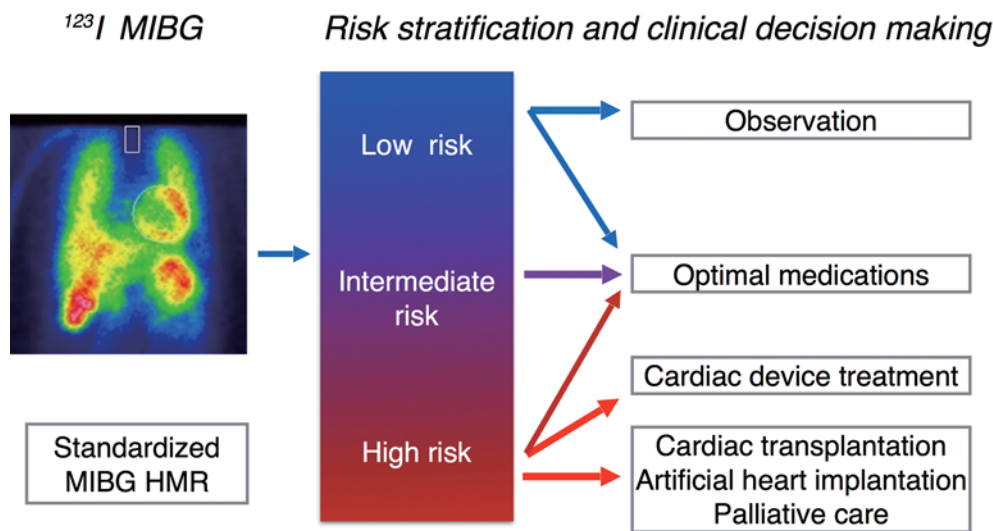 ¹²³I MIBG
Risk stratification and clinical decision making
Low risk
Intermediate
risk
High risk
Observation
Optimal medications
Cardiac device treatment
Cardiac transplantation
Artificial heart implantation
Palliative care
Standardized
MIBG HMR